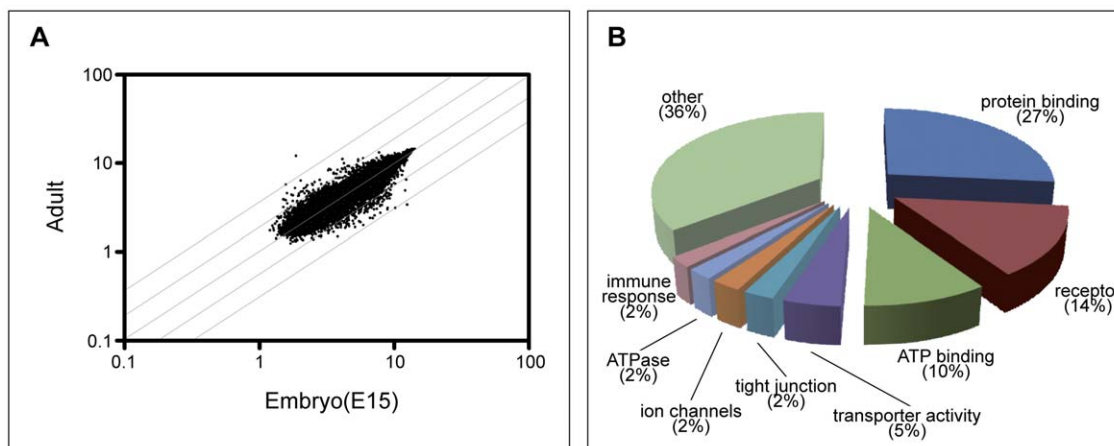 A
100
10
1
0.1
Adult
0.1
1
10
100
Embryo(E15)
B
other
(36%)
protein binding
(27%)
recepto
(14%)
ATP binding
(10%)
transporter activity
(5%)
tight junction
(2%)
ion channels
(2%)
ATPase
(2%)
immune
response
(2%)